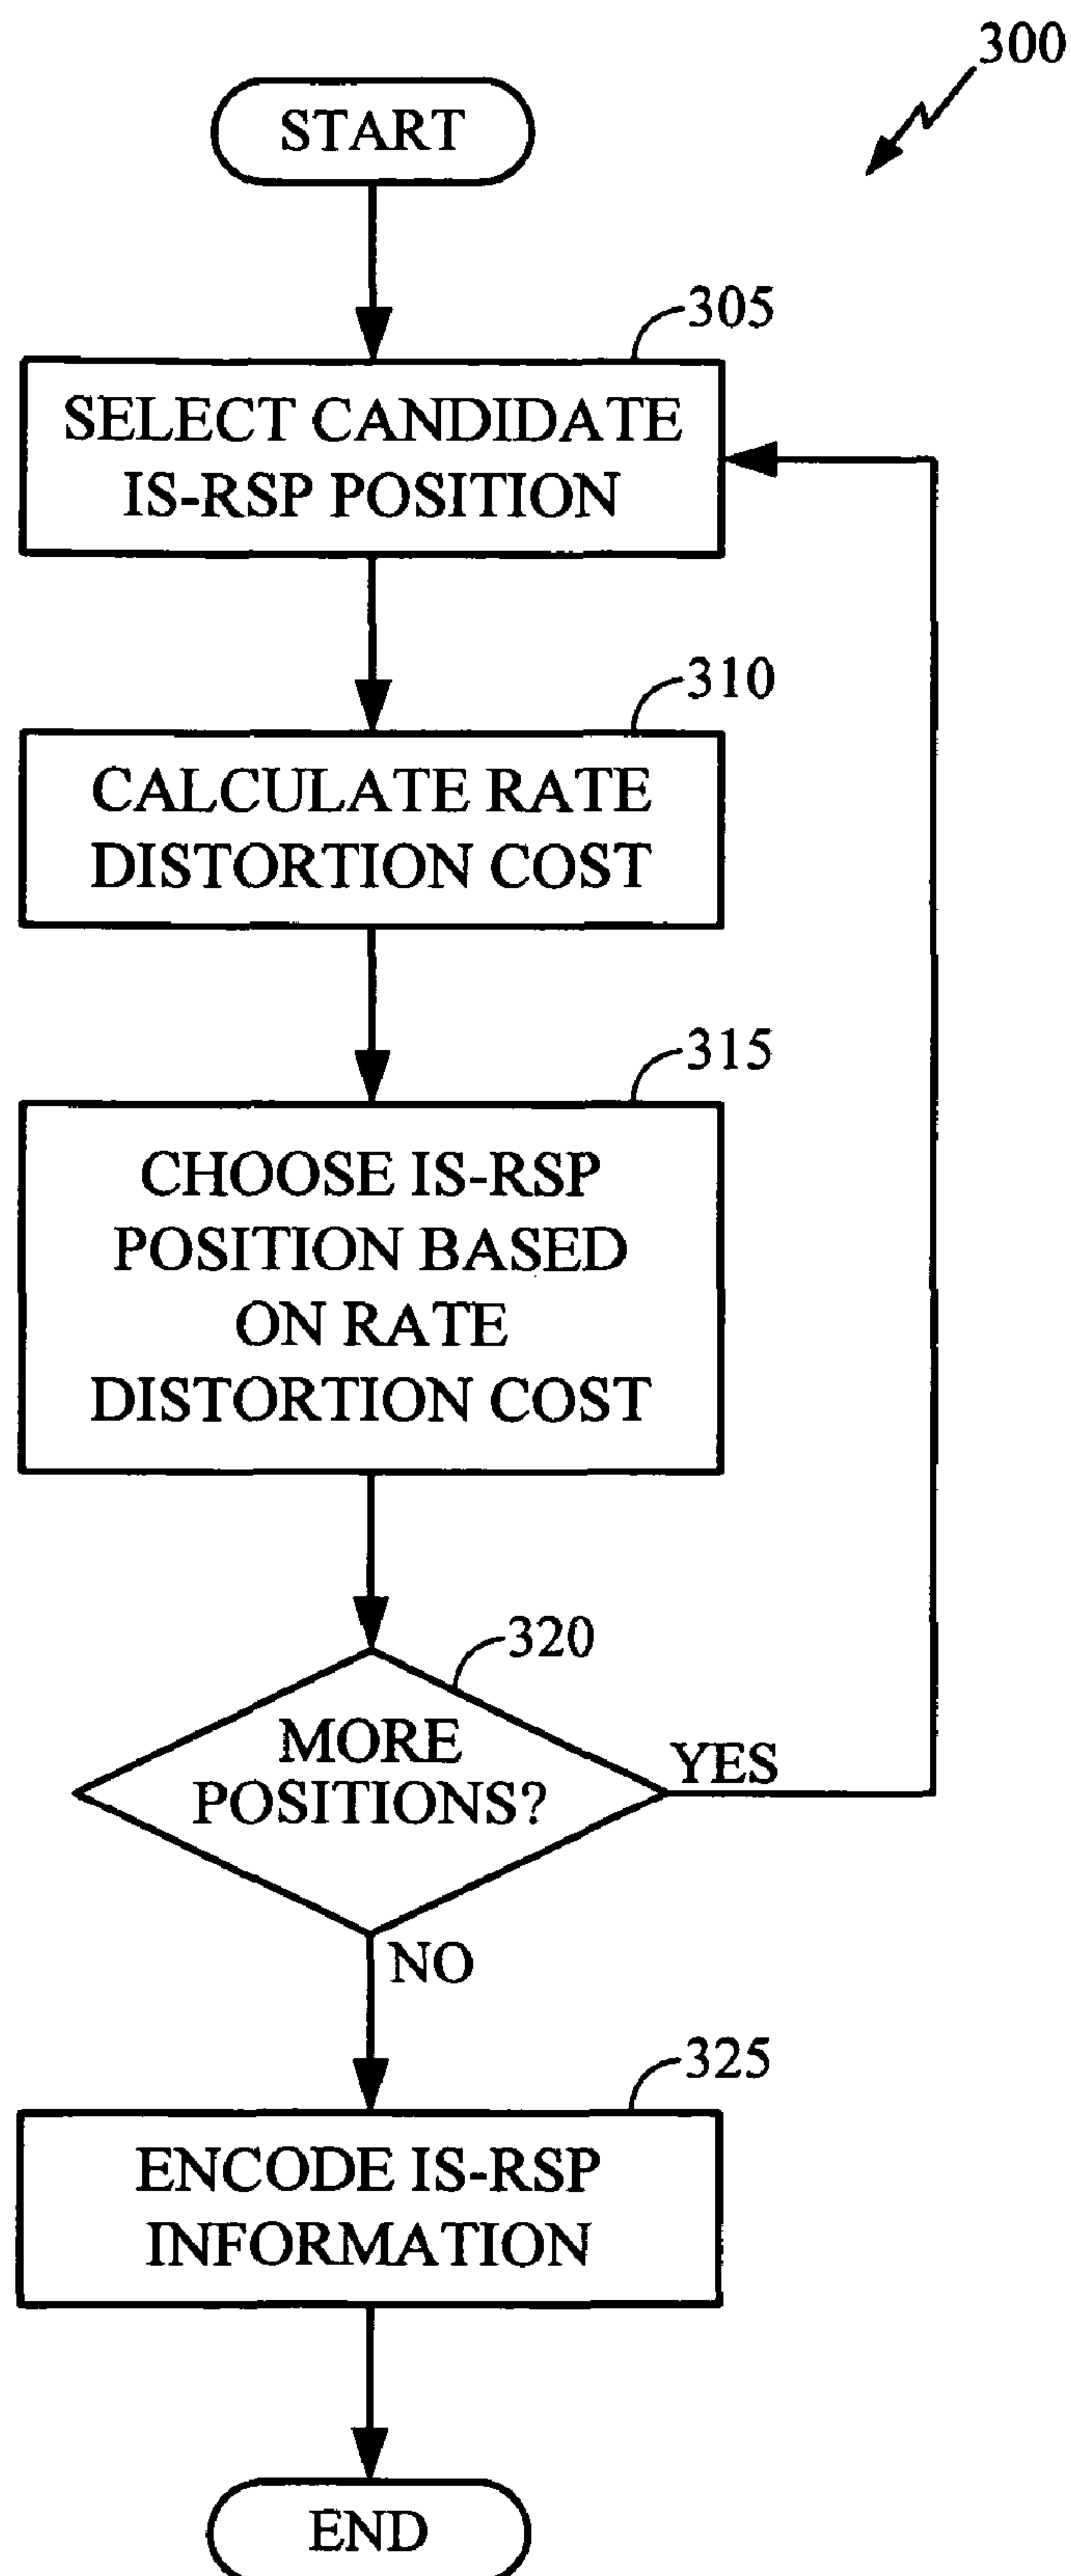 300
START
305
SELECT CANDIDATE
IS-RSP POSITION
310
CALCULATE RATE
DISTORTION COST
315
CHOOSE IS-RSP
POSITION BASED
ON RATE
DISTORTION COST
320
MORE
POSITIONS?
YES
NO
325
ENCODE IS-RSP
INFORMATION
END